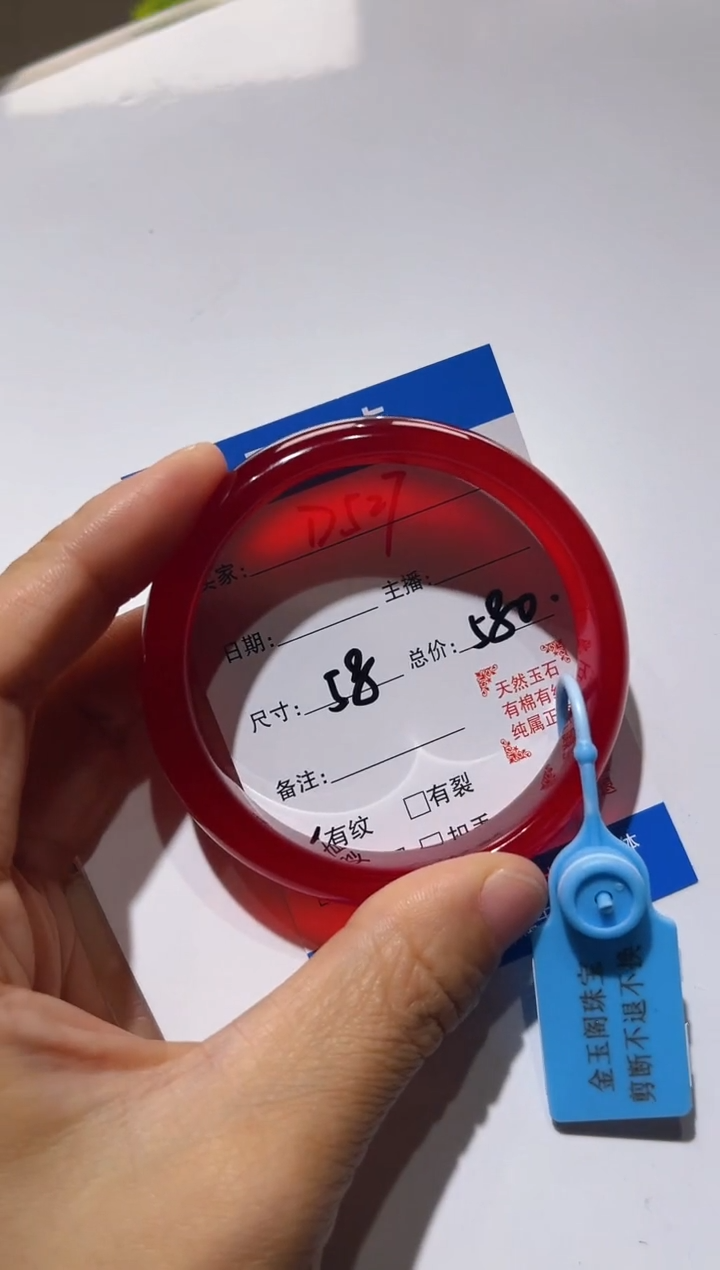 D527
家：
主播：
日期：
总价：580.
尺寸：58
天然玉石
有棉有
纯属正
备注：
□有裂
有纹
体
金玉阁珠宝
剪断不退不换